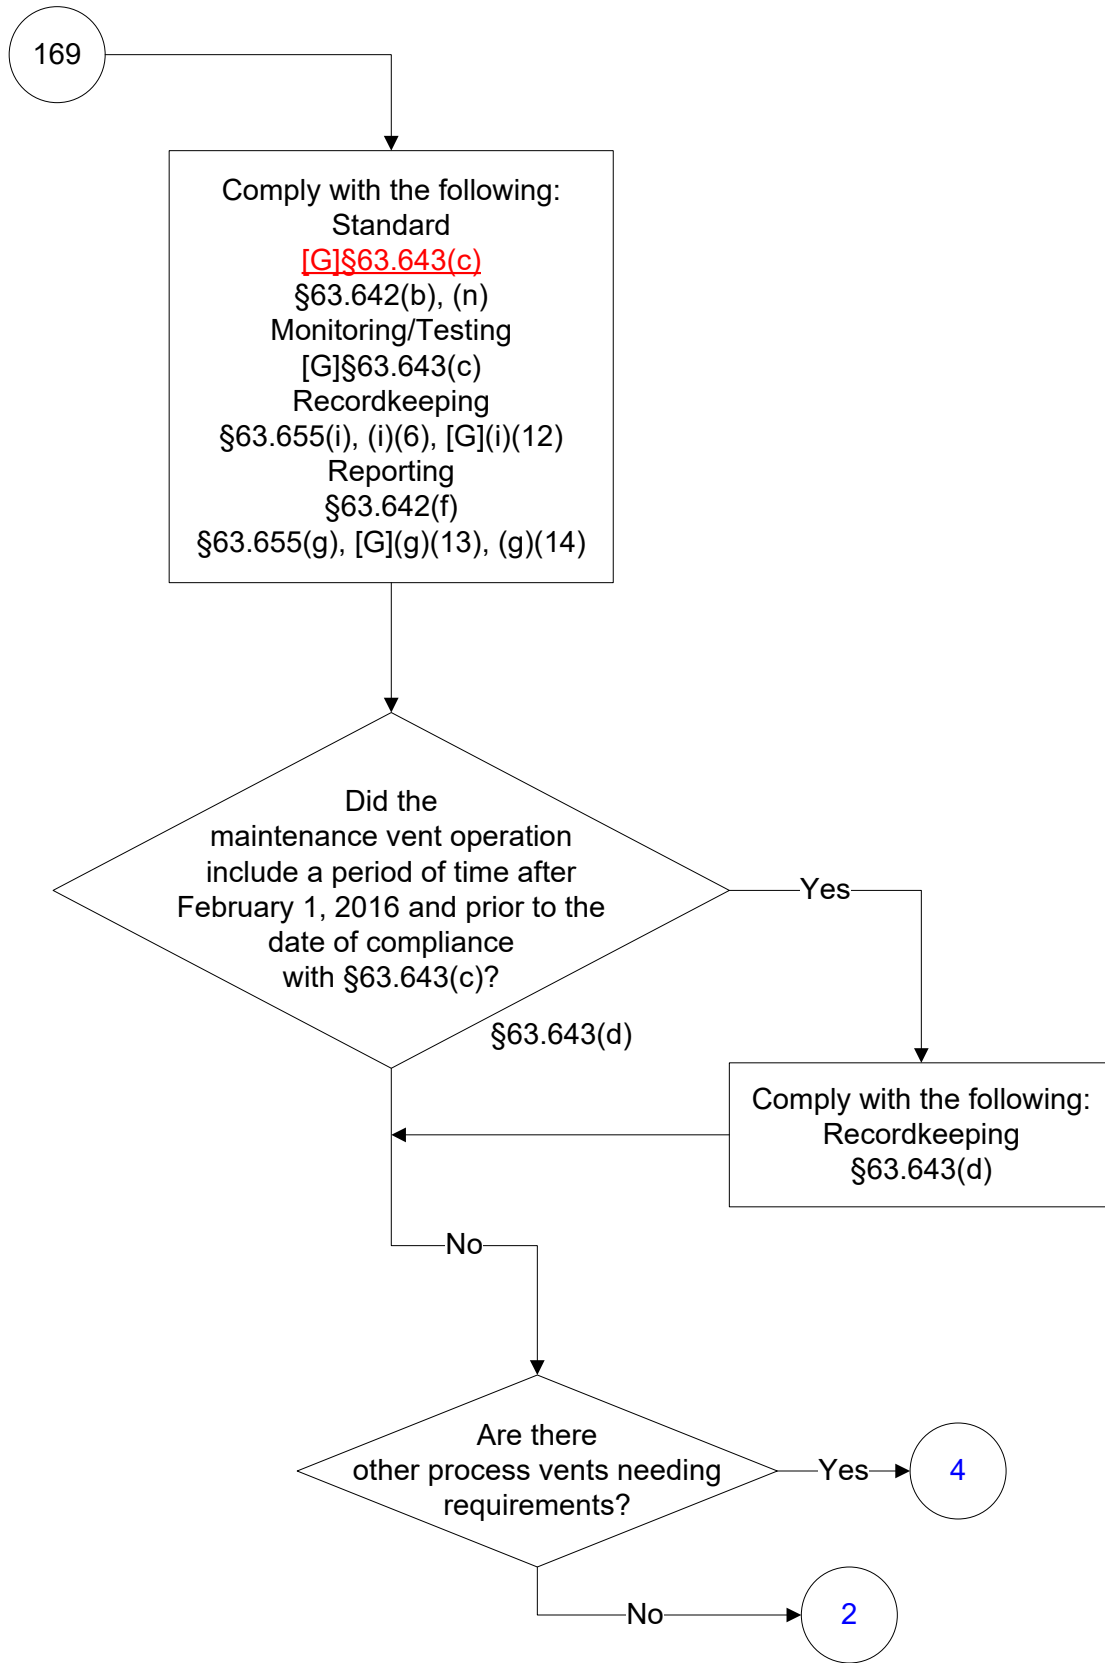 169
Comply with the following:
Standard
[G]§63.643(c)
§63.642(b), (n)
Monitoring/Testing
[G]§63.643(c)
Recordkeeping
§63.655(i), (i)(6), [G](i)(12)
Reporting
§63.642(f)
§63.655(g), [G](g)(13), (g)(14)
Did the
maintenance vent operation
include a period of time after
February 1, 2016 and prior to the
date of compliance
with §63.643(c)?
Yes
§63.643(d)
Comply with the following:
Recordkeeping
§63.643(d)
No
Are there
other process vents needing
requirements?
Yes
4
No
2